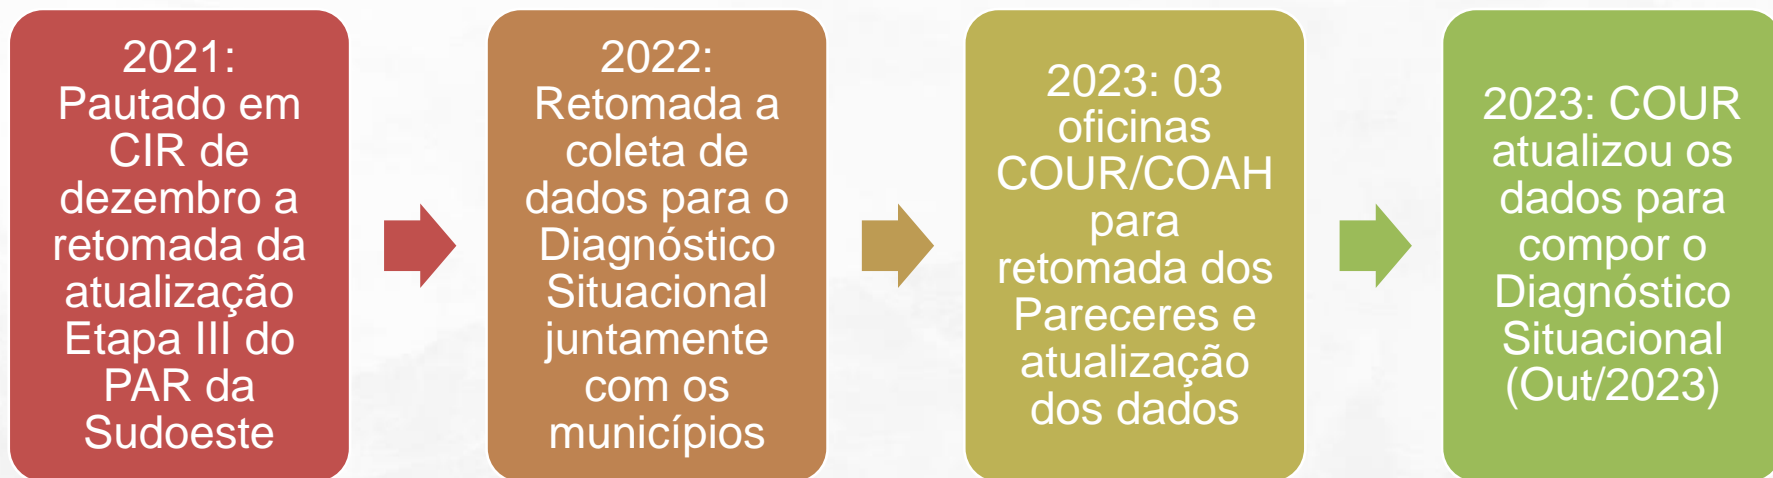 2021:
Pautado em
CIR de
dezembro a
retomada da
atualização
Etapa III do
PAR da
Sudoeste
2022:
Retomada a
coleta de
dados para o
Diagnóstico
Situacional
juntamente
com os
municípios
2023: 03
oficinas
COUR/COAH
para
retomada dos
Pareceres e
atualização
dos dados
2023: COUR
atualizou os
dados para
compor o
Diagnóstico
Situacional
(Out/2023)